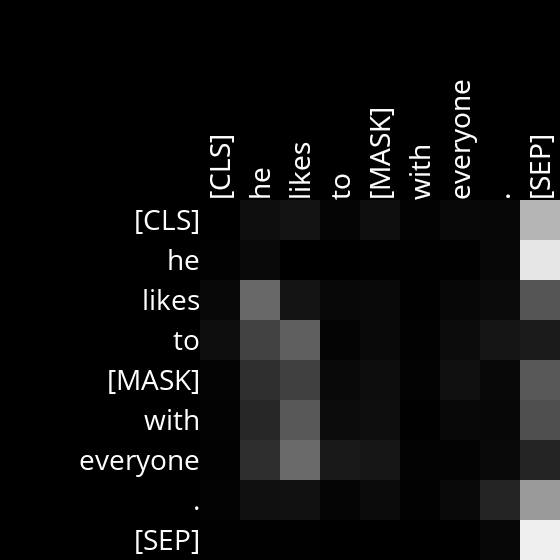 [CLS] he likes to [MASK] with everyone . [SEP]
[CLS]
he
likes
to
[MASK]
with
everyone
.
[SEP]